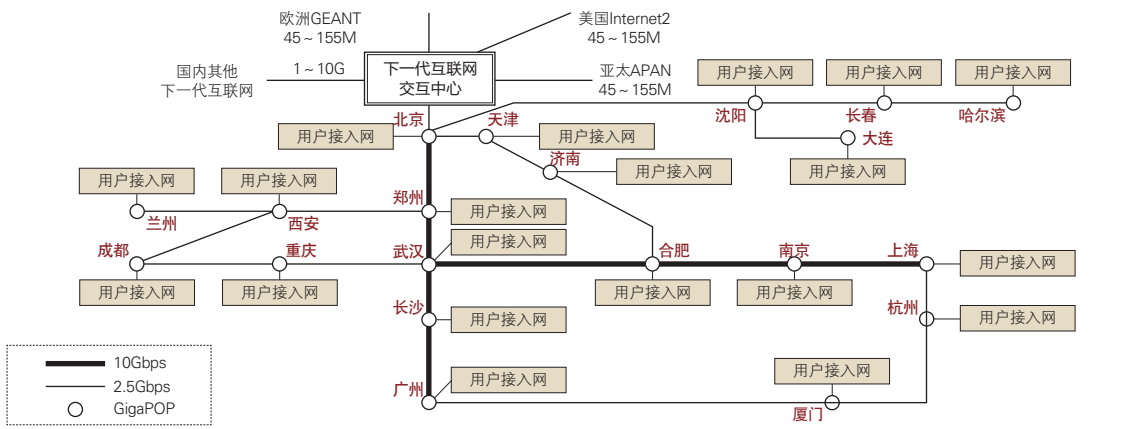 欧洲GEANT
45~155M
美国Internet2
45~155M
国内其他
下一代互联网
1~10G
下一代互联网
交互中心
亚太APAN
45~155M
用户接入网
用户接入网
用户接入网
沈阳
长春
哈尔滨
北京
天津
用户接入网
用户接入网
大连
用户接入网
济南
用户接入网
用户接入网
用户接入网
兰州
西安
郑州
用户接入网
成都
重庆
武汉
用户接入网
合肥
南京
上海
用户接入网
用户接入网
用户接入网
用户接入网
用户接入网
长沙
用户接入网
杭州
用户接入网
广州
用户接入网
用户接入网
厦门
10Gbps
2.5Gbps
GigaPOP